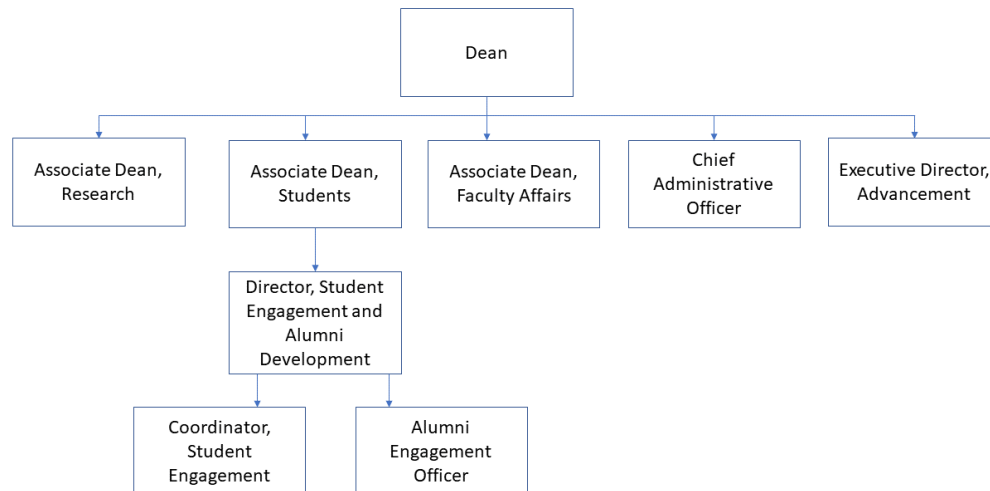 Dean
Associate Dean,
Research
Associate Dean,
Students
Associate Dean,
Faculty Affairs
Chief
Administrative
Officer
Executive Director,
Advancement
Director, Student
Engagement and
Alumni
Development
Coordinator,
Student
Engagement
Alumni
Engagement
Officer